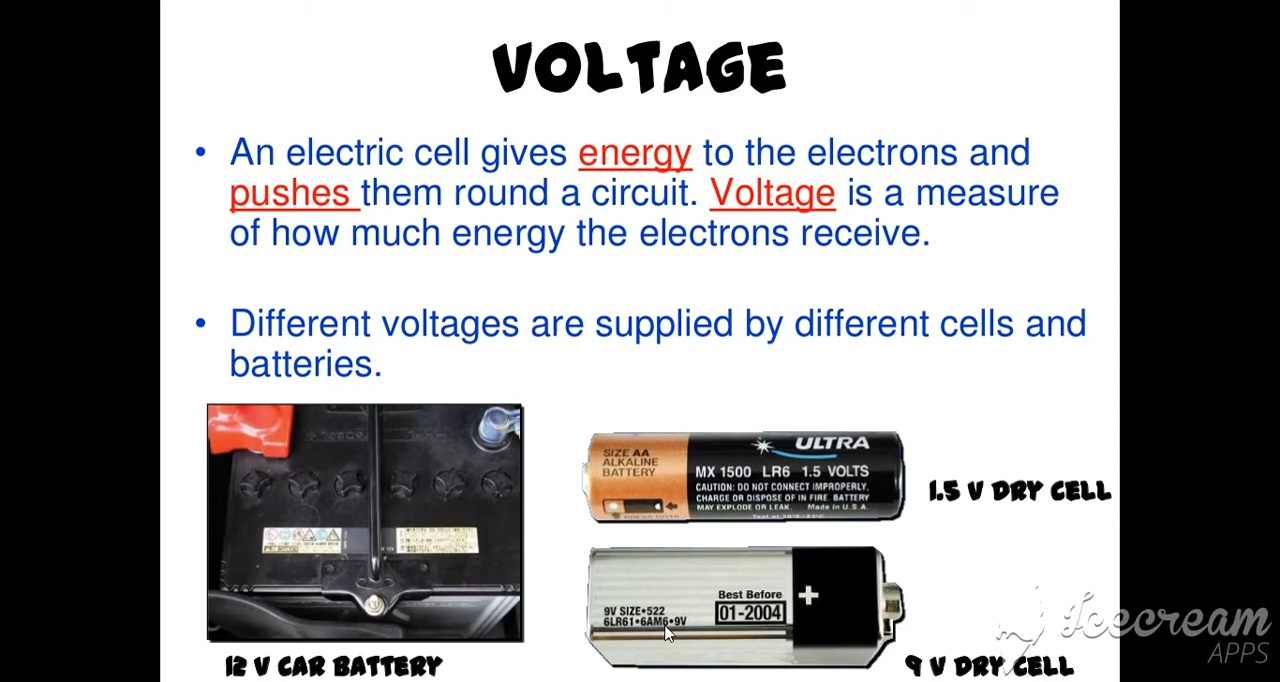 VOLTAGE
• An electric cell gives energy to the electrons and
pushes them round a circuit. Voltage is a measure
of how much energy the electrons receive.
• Different voltages are supplied by different cells and
batteries.
ULTRA
SIZE AA
ALKALINE
BATTERY
MX 1500 LR6 1.5 VOLTS
CAUTION: DO NOT CONNECT IMPROPERLY,
CHARGE OR DISPOSE OF IN FIRE. BATTERY
MAY EXPLODE OR LEAK. Made in U.S.A.
1.5 V DRY CELL
Best Before
01-2004
+
9V SIZE•522
6LR61•6AM6•9V
Icecream
APPS
12 V CAR BATTERY
9 V DRY CELL